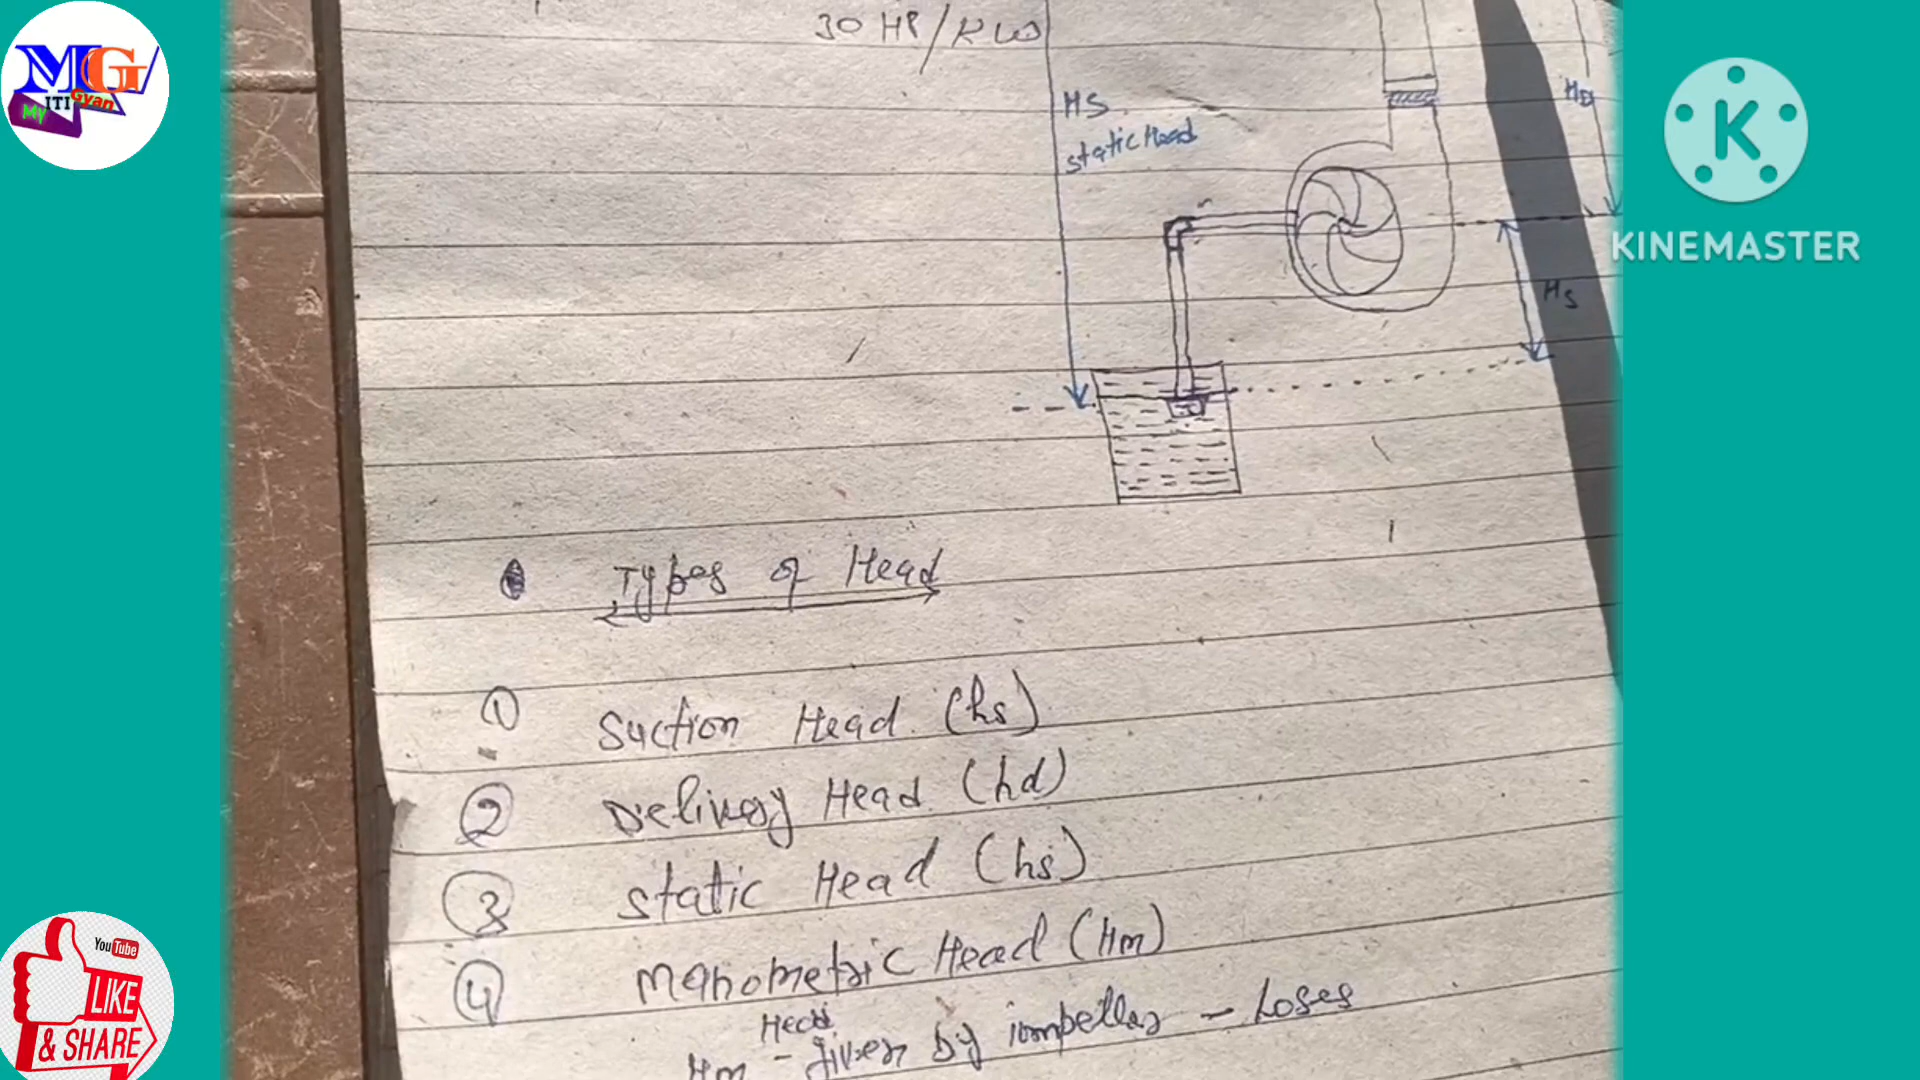 MG
My ITI Gyan
30 HP/KW
HS
static Head
Hd
K
KINEMASTER
Hs
Types of Head
1 Suction Head (hs)
2 Delivery Head (hd)
3 static Head (hs)
4 Manometric Head (Hm)
Head
Hm - given by impeller - Loses
YouTube
LIKE
& SHARE